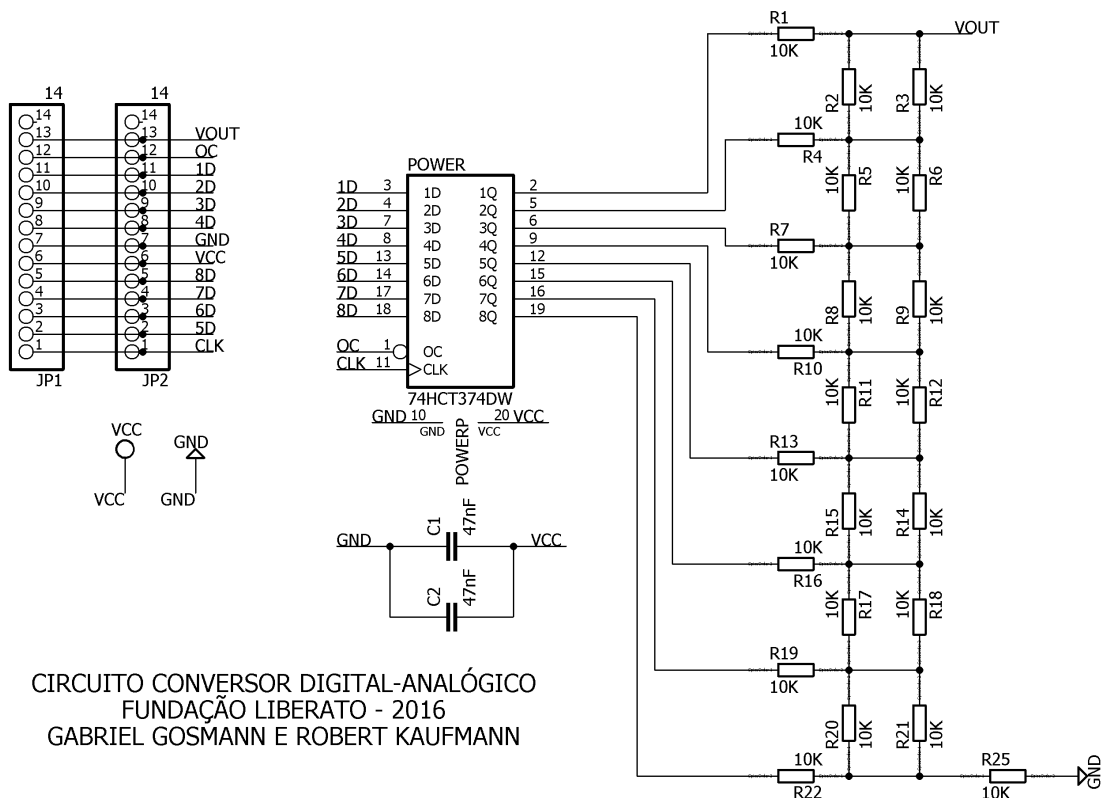 14
14
14
13
12
11
10
9
8
7
6
5
4
3
2
1
JP1
14
13
12
11
10
9
8
7
6
5
4
3
2
1
JP2
VOUT
OC
1D
2D
3D
4D
GND
VCC
8D
7D
6D
5D
CLK
VCC
VCC
GND
GND
POWER
1D 3 1D 1Q 2
2D 4 2D 2Q 5
3D 7 3D 3Q 6
4D 8 4D 4Q 9
5D 13 5D 5Q 12
6D 14 6D 6Q 15
7D 17 7D 7Q 16
8D 18 8D 8Q 19
OC 1 OC
CLK 11 CLK
74HCT374DW
GND 10 20 VCC
GND VCC
POWERP
GND C1 47nF VCC
C2 47nF
R1
10K
VOUT
R2 10K R3 10K
10K
R4
10K R5 10K R6
R7
10K
R8 10K R9 10K
10K
R10
10K R11 10K R12
R13
10K
R15 10K R14 10K
10K
R16
10K R17 10K R18
R19
10K
R20 10K R21 10K
10K
R22
R25
10K
GND
CIRCUITO CONVERSOR DIGITAL-ANALÓGICO
FUNDAÇÃO LIBERATO - 2016
GABRIEL GOSMANN E ROBERT KAUFMANN